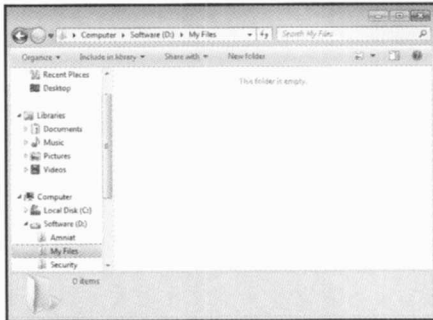 Computer ▸ Software (D:) ▸ My Files
Search My Files
Organize
Include in library
Share with
New folder
This folder is empty.
Recent Places
Desktop
Libraries
Documents
Music
Pictures
Videos
Computer
Local Disk (C:)
Software (D:)
Amniat
My Files
Security
0 items